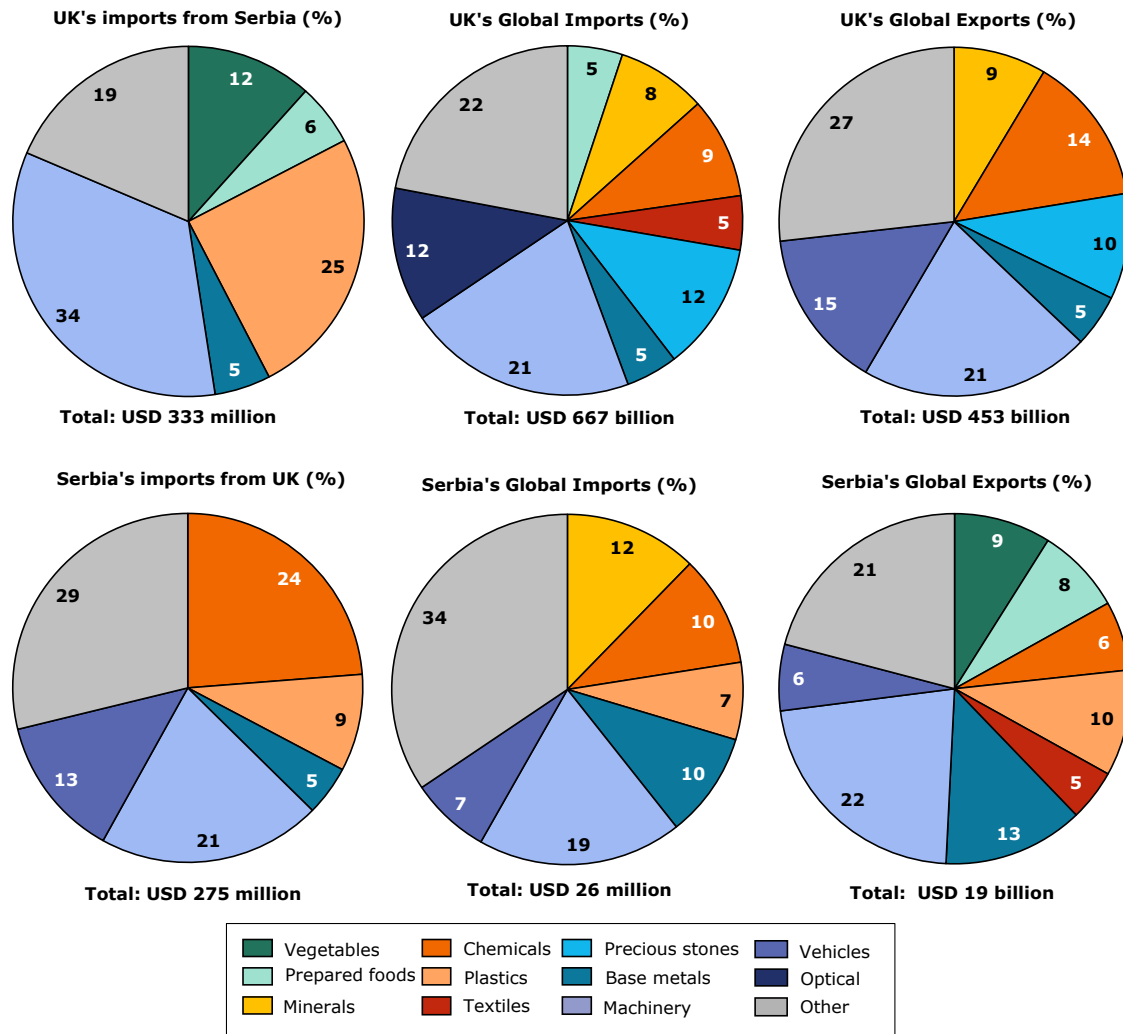 UK's imports from Serbia (%)
12
6
25
5
34
19
Total: USD 333 million
UK's Global Imports (%)
5
8
9
5
12
5
21
12
22
Total: USD 667 billion
UK's Global Exports (%)
9
14
10
5
21
15
27
Total: USD 453 billion
Serbia's imports from UK (%)
24
9
5
21
13
29
Total: USD 275 million
Serbia's Global Imports (%)
12
10
7
10
19
7
34
Total: USD 26 million
Serbia's Global Exports (%)
9
8
6
10
5
13
22
6
21
Total: USD 19 billion
Vegetables
Prepared foods
Minerals
Chemicals
Plastics
Textiles
Precious stones
Base metals
Machinery
Vehicles
Optical
Other